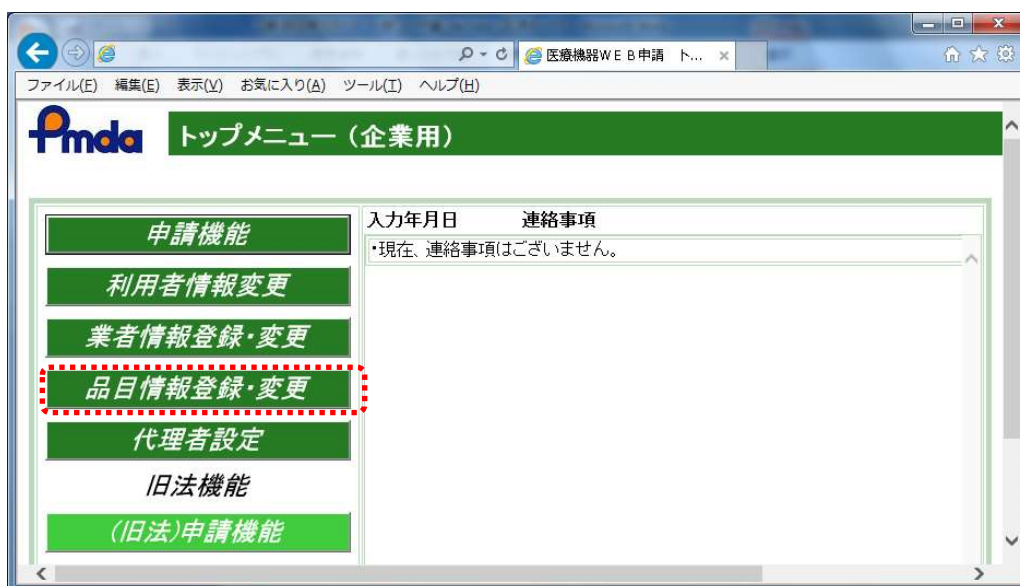 医療機器WEB申請 ト...
ファイル(F) 編集(E) 表示(V) お気に入り(A) ツール(T) ヘルプ(H)
Pmda トップメニュー(企業用)
申請機能
入力年月日 連絡事項
・現在、連絡事項はございません。
利用者情報変更
業者情報登録・変更
品目情報登録・変更
代理者設定
旧法機能
(旧法)申請機能